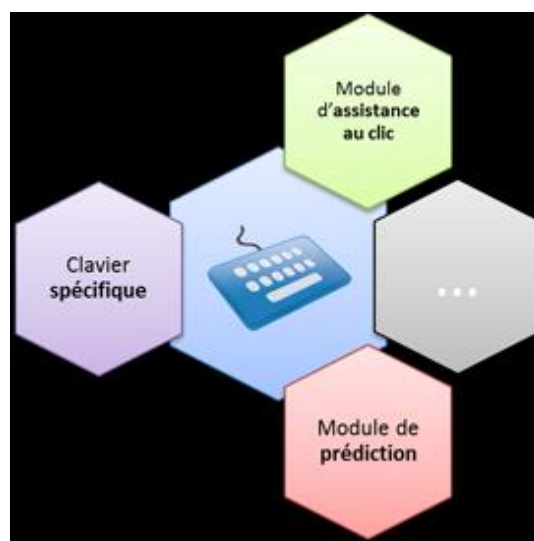 Module
d’assistance
au clic
Clavier
spécifique
...
Module de
prédiction